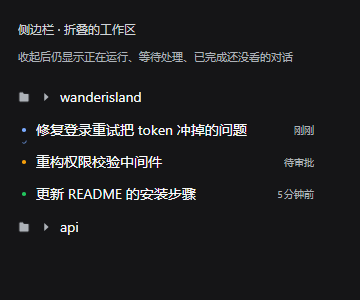 侧边栏 · 折叠的工作区
收起后仍显示正在运行、等待处理、已完成还没看的对话
wanderisland
修复登录重试把 token 冲掉的问题 刚刚
重构权限校验中间件 待审批
更新 README 的安装步骤 5 分钟前
api